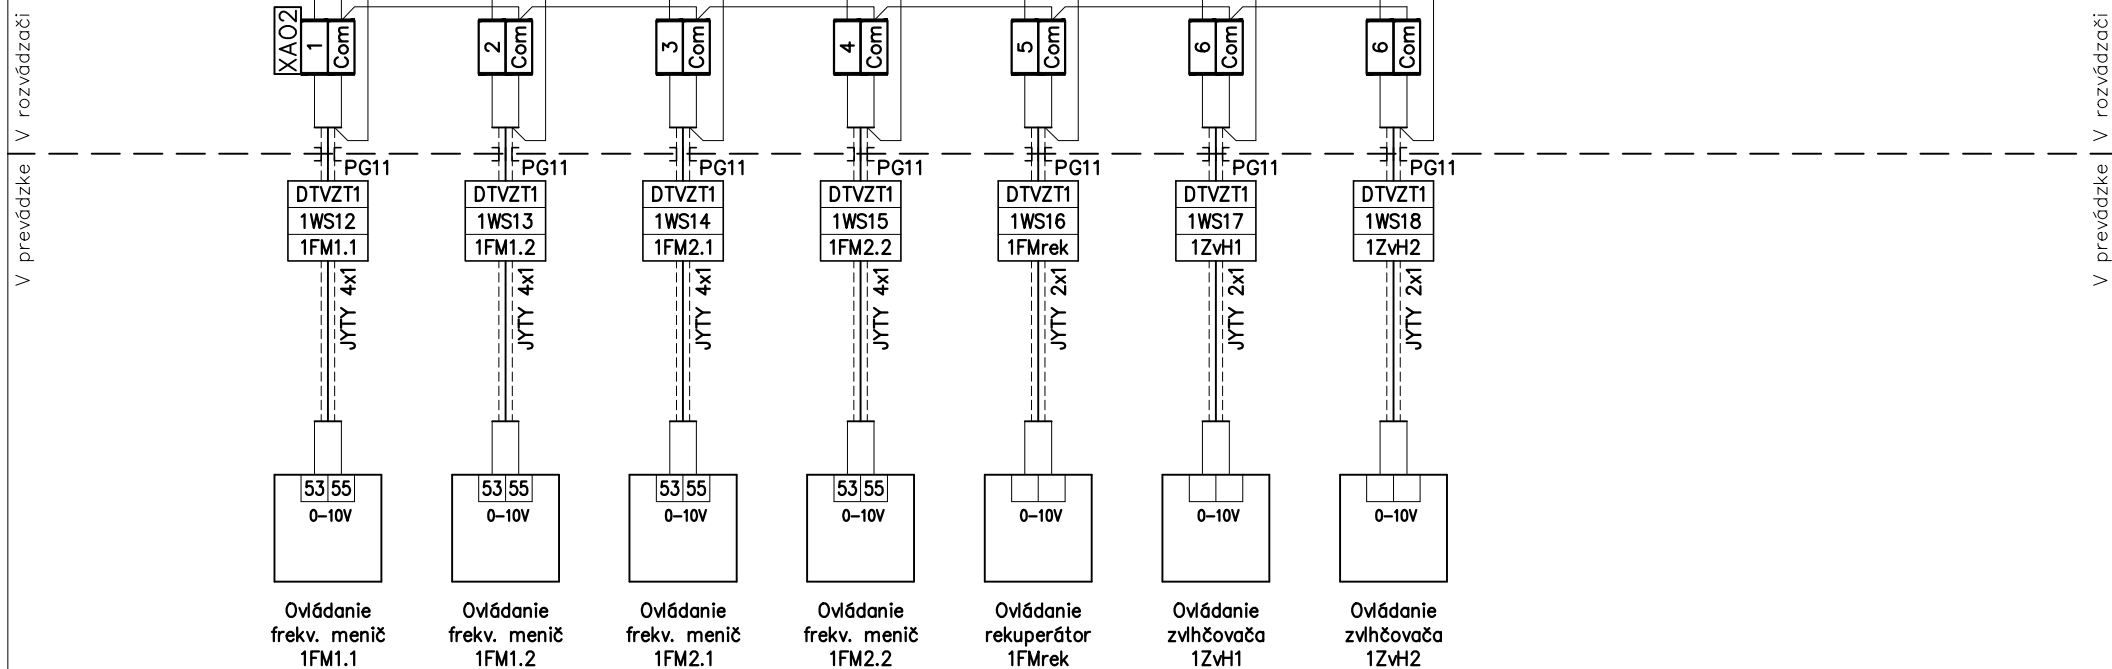 XAO2
1 Com 2 Com 3 Com 4 Com 5 Com 6 Com 6 Com
V rozvádzači V rozvádzači
PG11 PG11 PG11 PG11 PG11 PG11 PG11
V prevádzke V prevádzke
DTVZT1 DTVZT1 DTVZT1 DTVZT1 DTVZT1 DTVZT1 DTVZT1
1WS12 1WS13 1WS14 1WS15 1WS16 1WS17 1WS18
1FM1.1 1FM1.2 1FM2.1 1FM2.2 1FMrek 1ZvH1 1ZvH2
JYTY 4x1 JYTY 4x1 JYTY 4x1 JYTY 4x1 JYTY 2x1 JYTY 2x1 JYTY 2x1
53 55 53 55 53 55 53 55
0-10V 0-10V 0-10V 0-10V 0-10V 0-10V 0-10V
Ovládanie Ovládanie Ovládanie Ovládanie Ovládanie Ovládanie Ovládanie
frekv. menič frekv. menič frekv. menič frekv. menič rekuperátor zvlhčovača zvlhčovača
1FM1.1 1FM1.2 1FM2.1 1FM2.2 1FMrek 1ZvH1 1ZvH2